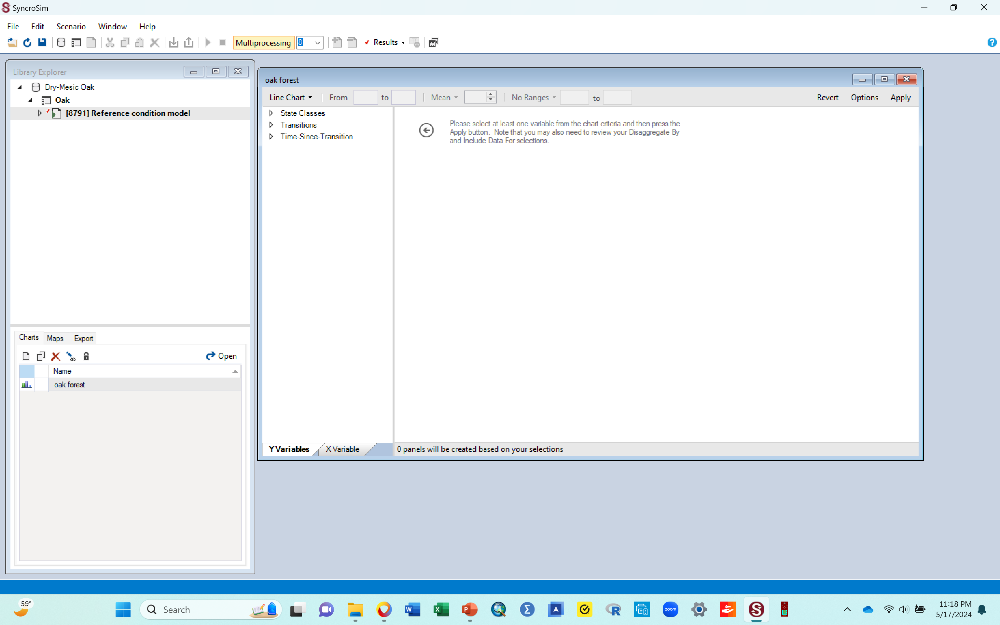 SyncroSim
File Edit Scenario Window Help
Multiprocessing 8 Results
Library Explorer
Dry-Mesic Oak
Oak
[8791] Reference condition model
oak forest
Line Chart From to Mean No Ranges to Revert Options Apply
State Classes
Transitions
Time-Since-Transition
Please select at least one variable from the chart criteria and then press the
Apply button. Note that you may also need to review your Disaggregate By
and Include Data For selections.
Y Variables X Variable 0 panels will be created based on your selections
Charts Maps Export
ab Open
Name
oak forest
59°
Search
W X P Σ A R zoom S
11:18 PM
5/17/2024